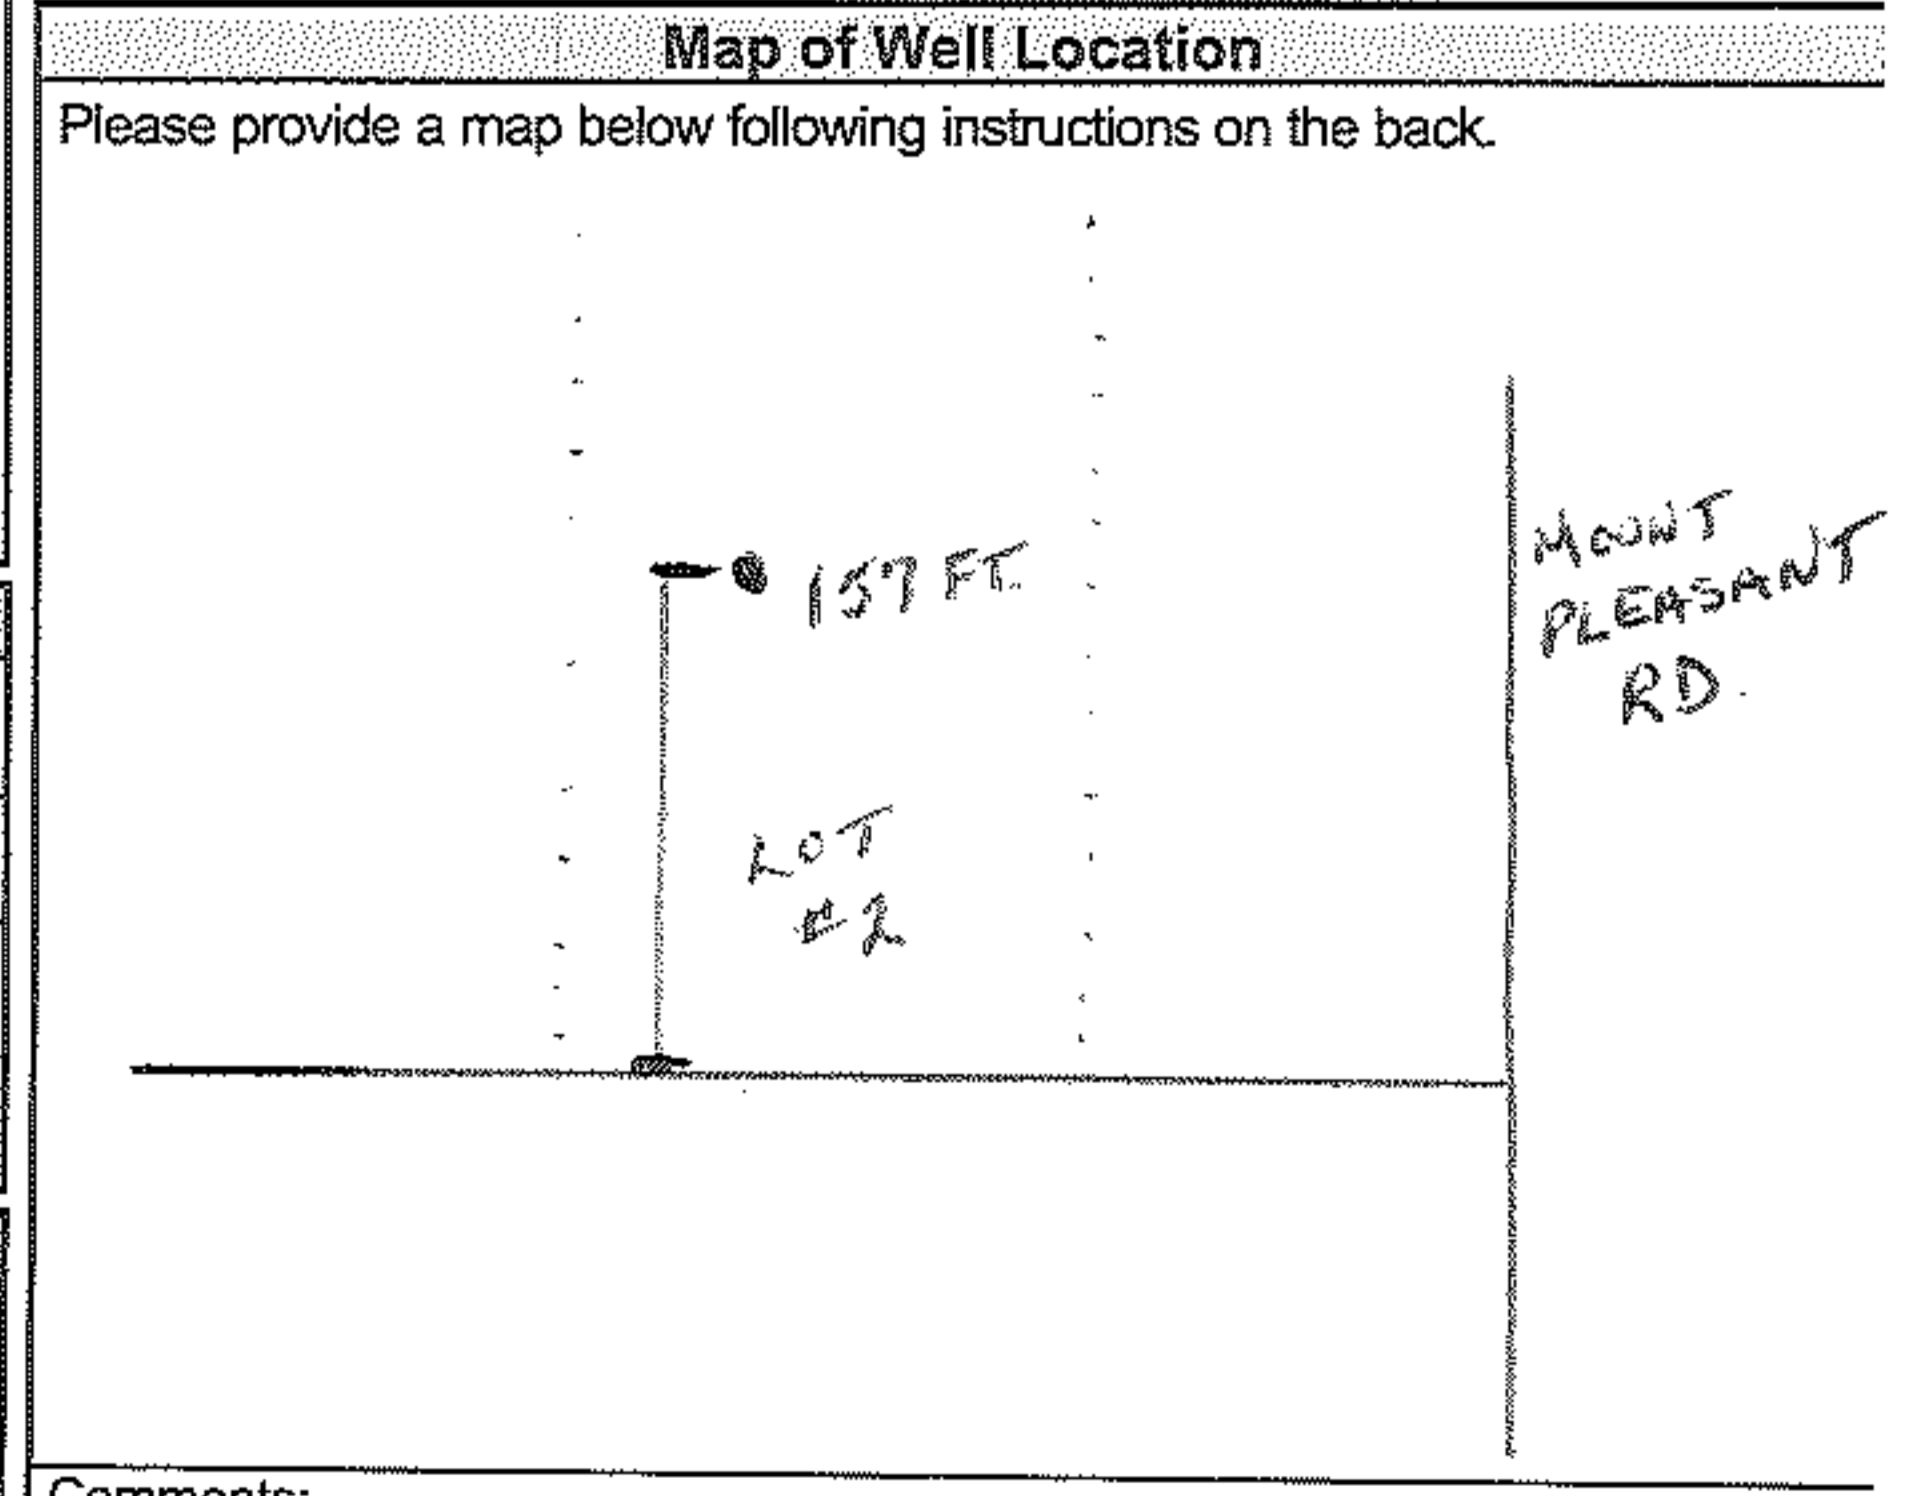 Map of Well Location
Please provide a map below following instructions on the back.
157 FT.
MOUNT
PLEASANT
RD.
LOT
#2
Comments: